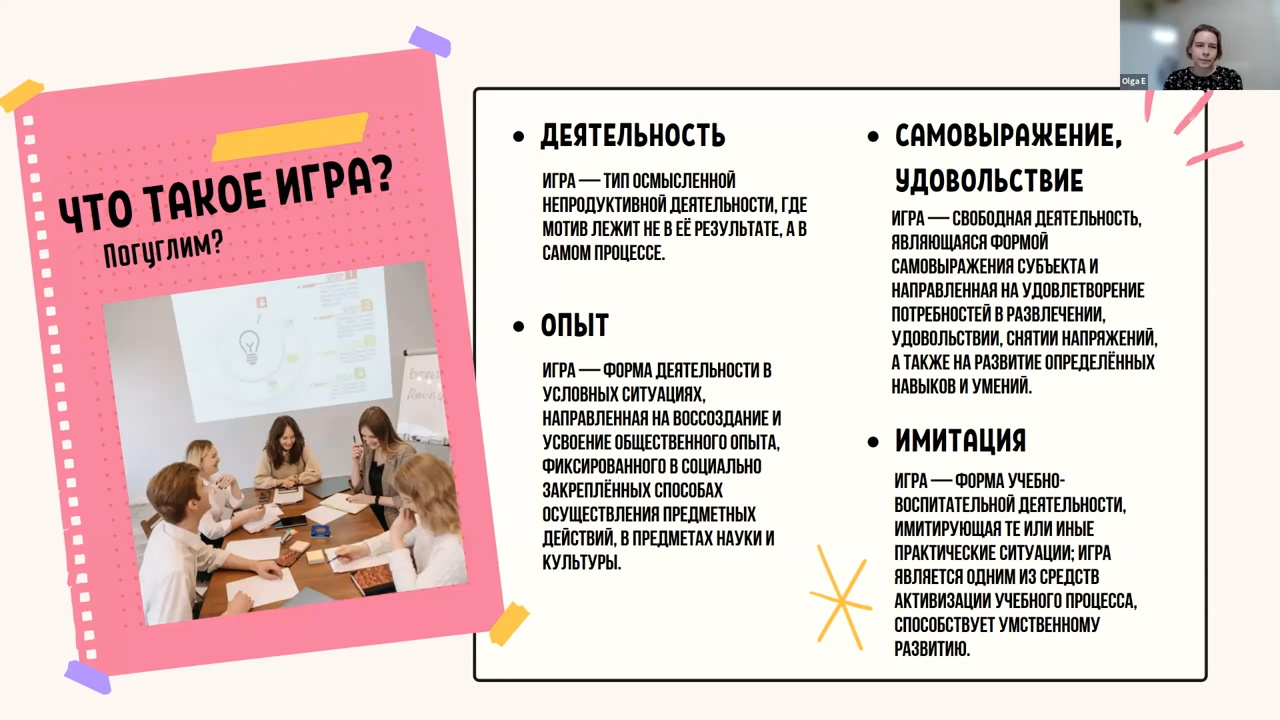 Olga E
ЧТО ТАКОЕ ИГРА?
Погуглим?
ДЕЯТЕЛЬНОСТЬ
ИГРА — ТИП ОСМЫСЛЕННОЙ
НЕПРОДУКТИВНОЙ ДЕЯТЕЛЬНОСТИ, ГДЕ
МОТИВ ЛЕЖИТ НЕ В ЕЁ РЕЗУЛЬТАТЕ, А В
САМОМ ПРОЦЕССЕ.
ОПЫТ
ИГРА — ФОРМА ДЕЯТЕЛЬНОСТИ В
УСЛОВНЫХ СИТУАЦИЯХ,
НАПРАВЛЕННАЯ НА ВОССОЗДАНИЕ И
УСВОЕНИЕ ОБЩЕСТВЕННОГО ОПЫТА,
ФИКСИРОВАННОГО В СОЦИАЛЬНО
ЗАКРЕПЛЁННЫХ СПОСОБАХ
ОСУЩЕСТВЛЕНИЯ ПРЕДМЕТНЫХ
ДЕЙСТВИЙ, В ПРЕДМЕТАХ НАУКИ И
КУЛЬТУРЫ.
САМОВЫРАЖЕНИЕ,
УДОВОЛЬСТВИЕ
ИГРА — СВОБОДНАЯ ДЕЯТЕЛЬНОСТЬ,
ЯВЛЯЮЩАЯСЯ ФОРМОЙ
САМОВЫРАЖЕНИЯ СУБЪЕКТА И
НАПРАВЛЕННАЯ НА УДОВЛЕТВОРЕНИЕ
ПОТРЕБНОСТЕЙ В РАЗВЛЕЧЕНИИ,
УДОВОЛЬСТВИИ, СНЯТИИ НАПРЯЖЕНИЙ,
А ТАКЖЕ НА РАЗВИТИЕ ОПРЕДЕЛЁННЫХ
НАВЫКОВ И УМЕНИЙ.
ИМИТАЦИЯ
ИГРА — ФОРМА УЧЕБНО-
ВОСПИТАТЕЛЬНОЙ ДЕЯТЕЛЬНОСТИ,
ИМИТИРУЮЩАЯ ТЕ ИЛИ ИНЫЕ
ПРАКТИЧЕСКИЕ СИТУАЦИИ; ИГРА
ЯВЛЯЕТСЯ ОДНИМ ИЗ СРЕДСТВ
АКТИВИЗАЦИИ УЧЕБНОГО ПРОЦЕССА,
СПОСОБСТВУЕТ УМСТВЕННОМУ
РАЗВИТИЮ.